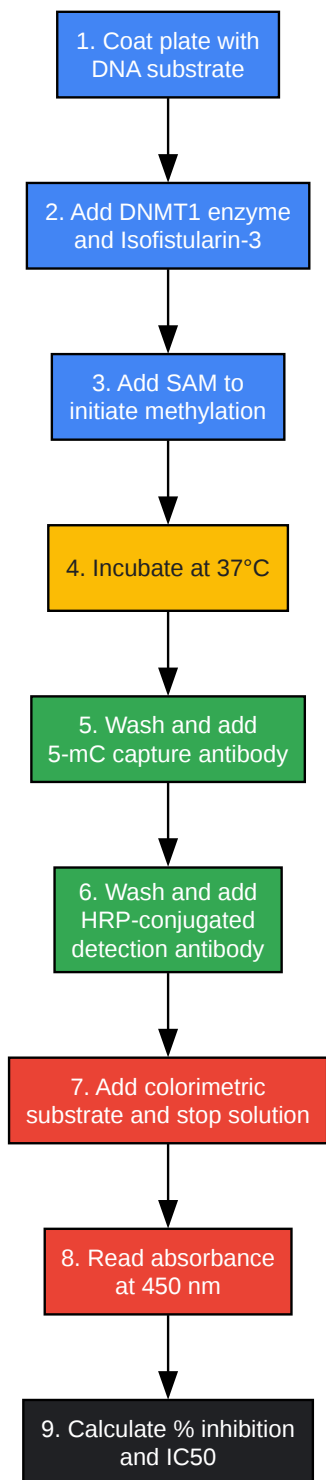 1. Coat plate with
DNA substrate
2. Add DNMT1 enzyme
and Isofistularin-3
3. Add SAM to
initiate methylation
4. Incubate at 37°C
5. Wash and add
5-mC capture antibody
6. Wash and add
HRP-conjugated
detection antibody
7. Add colorimetric
substrate and stop solution
8. Read absorbance
at 450 nm
9. Calculate % inhibition
and IC50